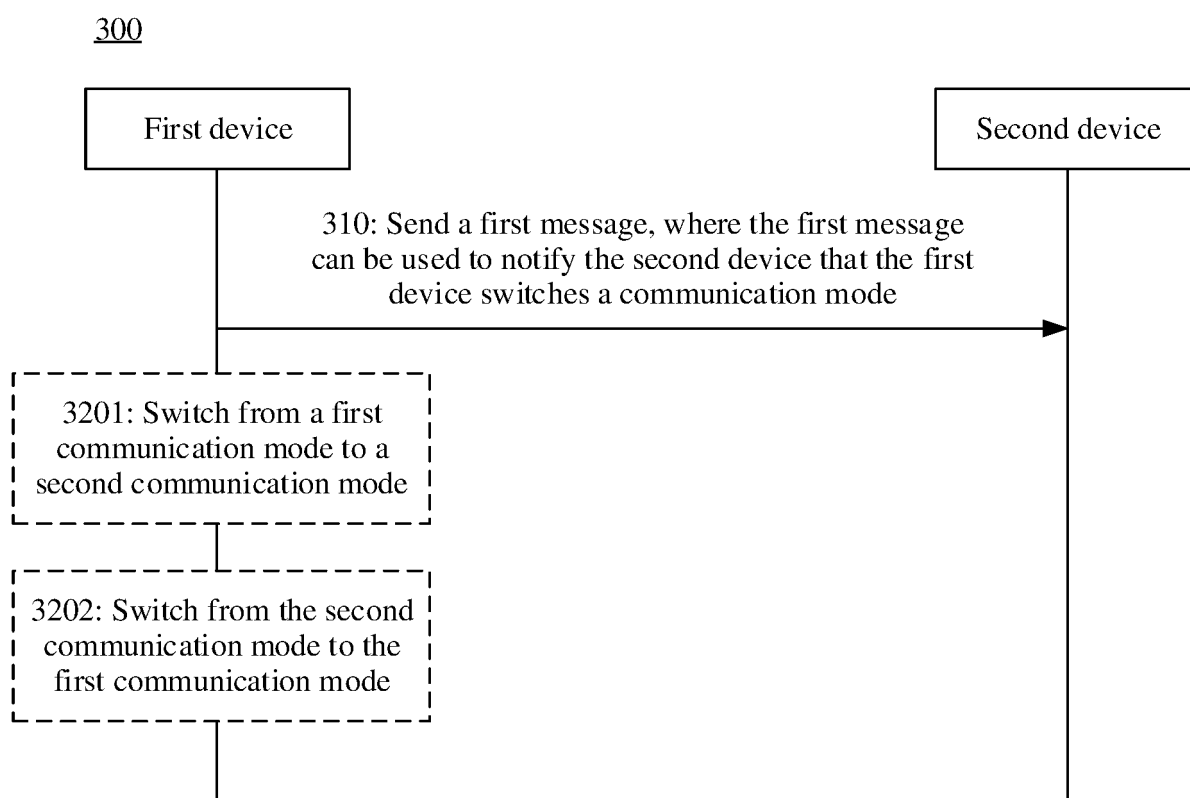 300
First device
Second device
310: Send a first message, where the first message
can be used to notify the second device that the first
device switches a communication mode
3201: Switch from a first
communication mode to a
second communication mode
3202: Switch from the second
communication mode to the
first communication mode